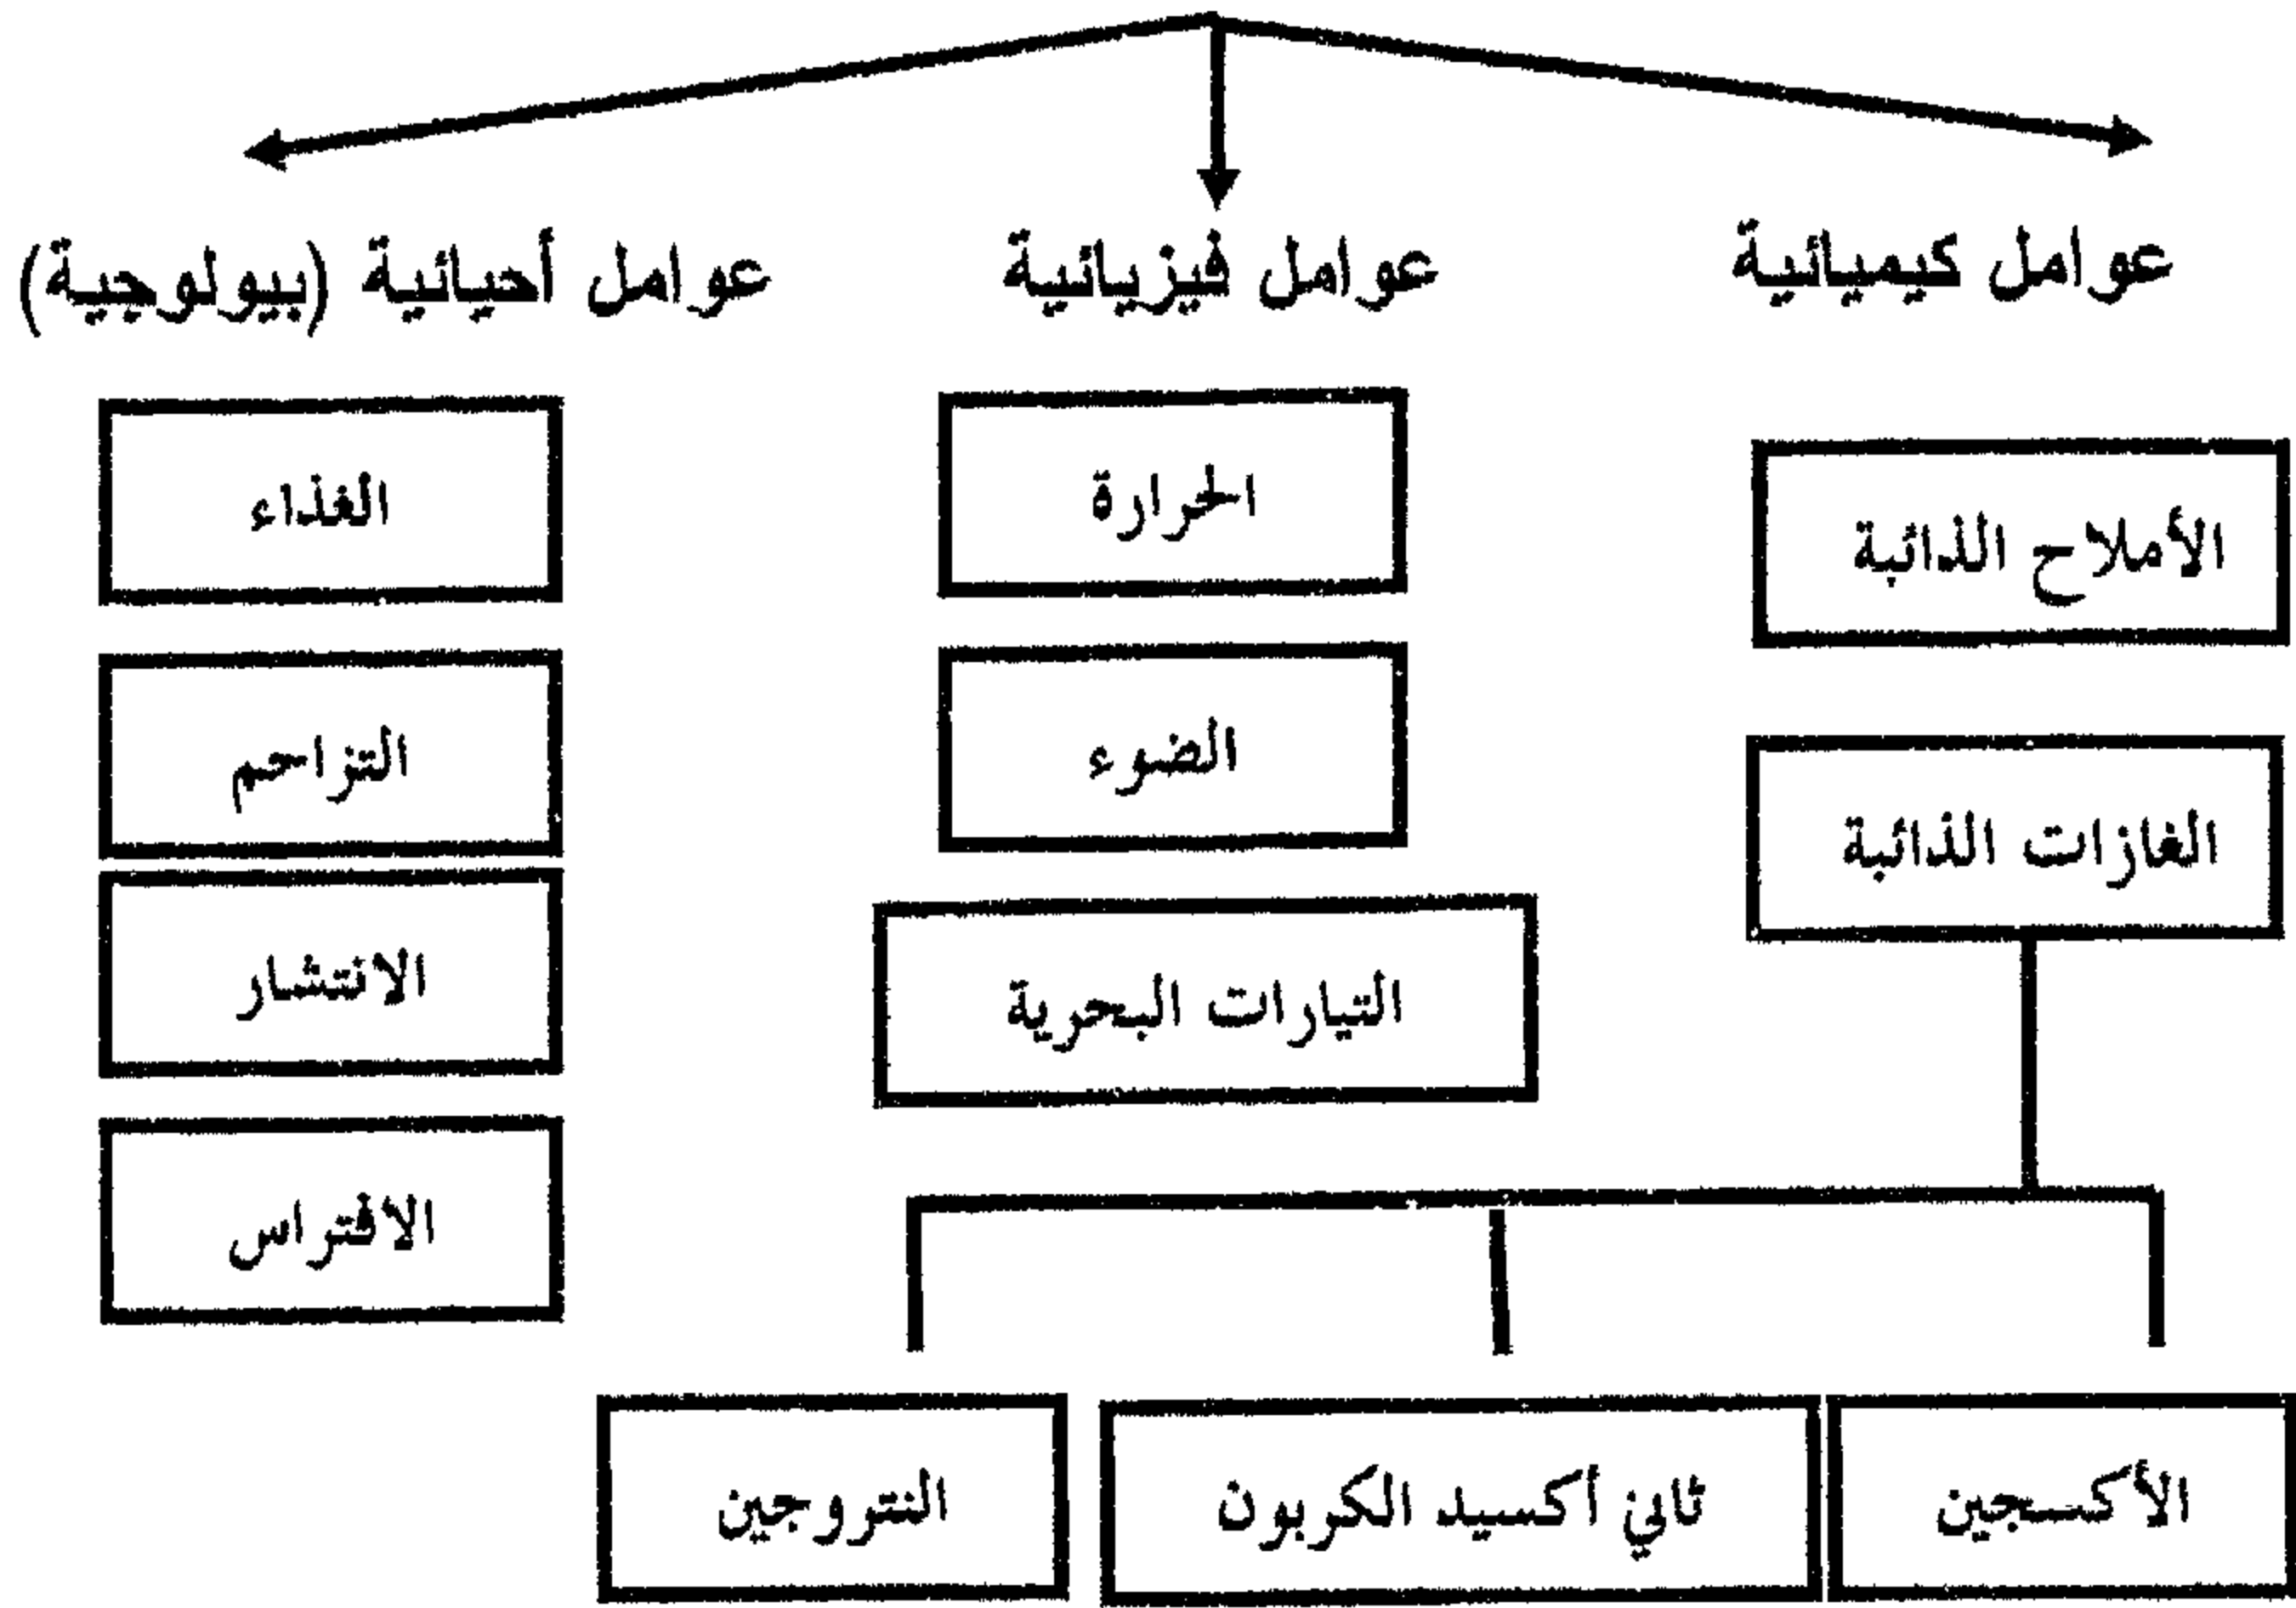 عوامل كيميائية
عوامل فيزيائية
عوامل أحيائية (بيولوجية)
الأملاح الذائبة
الغازات الذائبة
الحرارة
الضوء
التيارات البحرية
الغذاء
التزاحم
الانتشار
الافتراس
الأكسجين
ثاني أكسيد الكربون
النتروجين